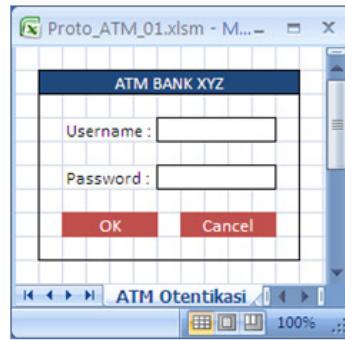 Proto_ATM_01.xlsm - M...
ATM BANK XYZ
Username :
Password :
OK Cancel
ATM Otentikasi
100%